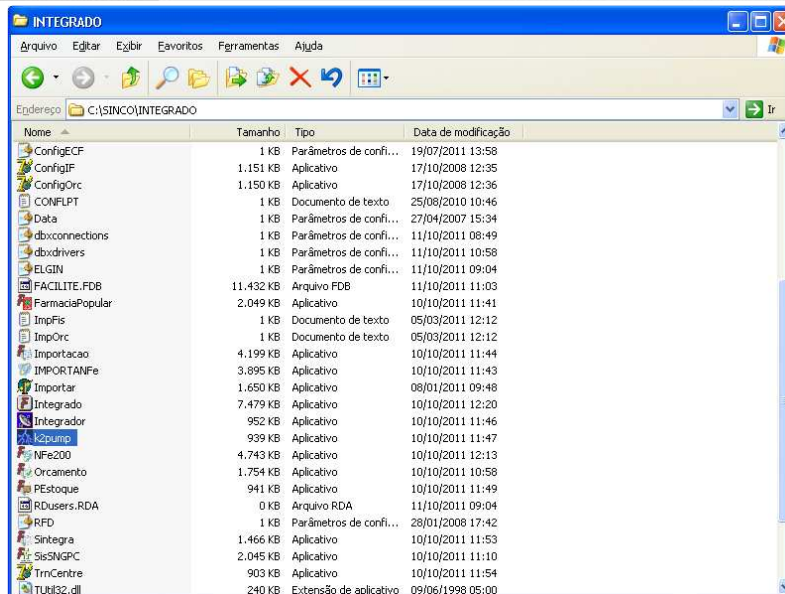 INTEGRADO
Arquivo Editar Exibir Favoritos Ferramentas Ajuda
Endereço C:\SINCO\INTEGRADO Ir
Nome Tamanho Tipo Data de modificação
ConfigECF 1 KB Parâmetros de confi... 19/07/2011 13:58
ConfigIF 1.151 KB Aplicativo 17/10/2008 12:35
ConfigOrc 1.150 KB Aplicativo 17/10/2008 12:36
CONFLPT 1 KB Documento de texto 25/08/2010 10:46
Data 1 KB Parâmetros de confi... 27/04/2007 15:34
dbxconnections 1 KB Parâmetros de confi... 11/10/2011 08:49
dbxdrivers 1 KB Parâmetros de confi... 11/10/2011 10:58
ELGIN 1 KB Parâmetros de confi... 11/10/2011 09:04
FACILITE.FDB 11.432 KB Arquivo FDB 11/10/2011 11:03
FarmaciaPopular 2.049 KB Aplicativo 10/10/2011 11:41
ImpFis 1 KB Documento de texto 05/03/2011 12:12
ImpOrc 1 KB Documento de texto 05/03/2011 12:12
Importacao 4.199 KB Aplicativo 10/10/2011 11:44
IMPORTANFe 3.895 KB Aplicativo 10/10/2011 11:43
Importar 1.650 KB Aplicativo 08/01/2011 09:48
Integrado 7.479 KB Aplicativo 10/10/2011 12:20
Integrador 952 KB Aplicativo 10/10/2011 11:46
k2pump 939 KB Aplicativo 10/10/2011 11:47
NFe200 4.743 KB Aplicativo 10/10/2011 12:13
Orcamento 1.754 KB Aplicativo 10/10/2011 10:58
PEstoque 941 KB Aplicativo 10/10/2011 11:49
RDusers.RDA 0 KB Arquivo RDA 11/10/2011 09:04
RFD 1 KB Parâmetros de confi... 28/01/2008 17:42
Sintegra 1.466 KB Aplicativo 10/10/2011 11:53
SisSNGPC 2.045 KB Aplicativo 10/10/2011 11:10
TrnCentre 903 KB Aplicativo 10/10/2011 11:54
TUtil32.dll 240 KB Extensão de aplicativo 09/06/1998 05:00